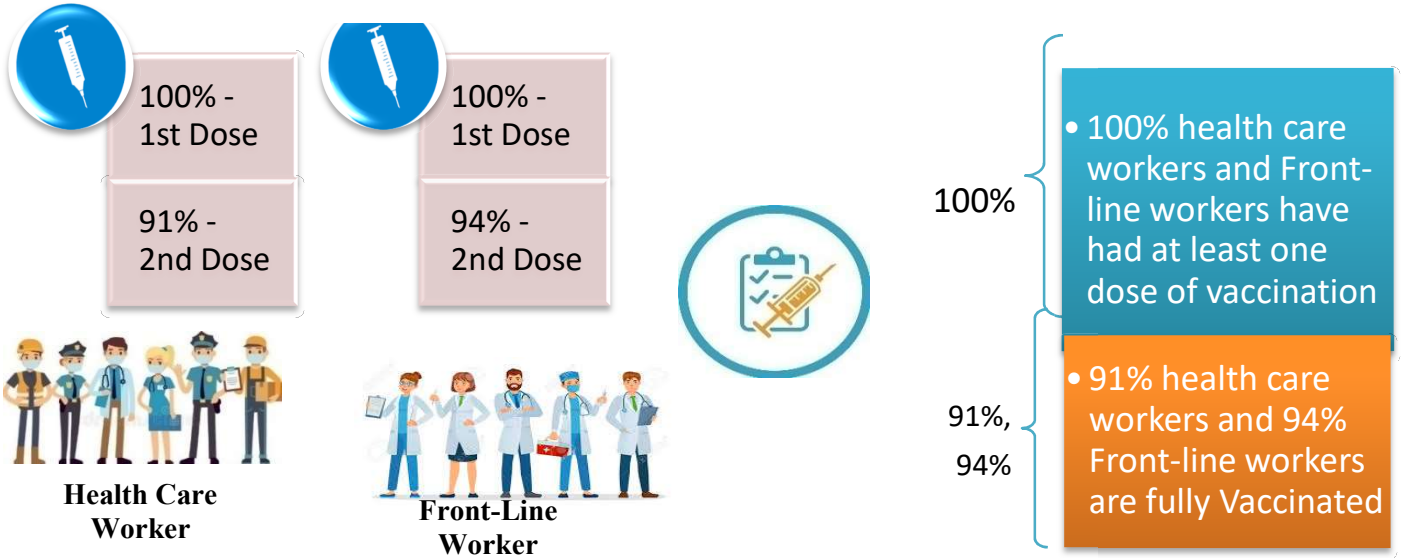 100% -
1st Dose
91% -
2nd Dose
Health Care
Worker
100% -
1st Dose
94% -
2nd Dose
Front-Line
Worker
100%
• 100% health care
workers and Front-
line workers have
had at least one
dose of vaccination
91%,
94%
• 91% health care
workers and 94%
Front-line workers
are fully Vaccinated